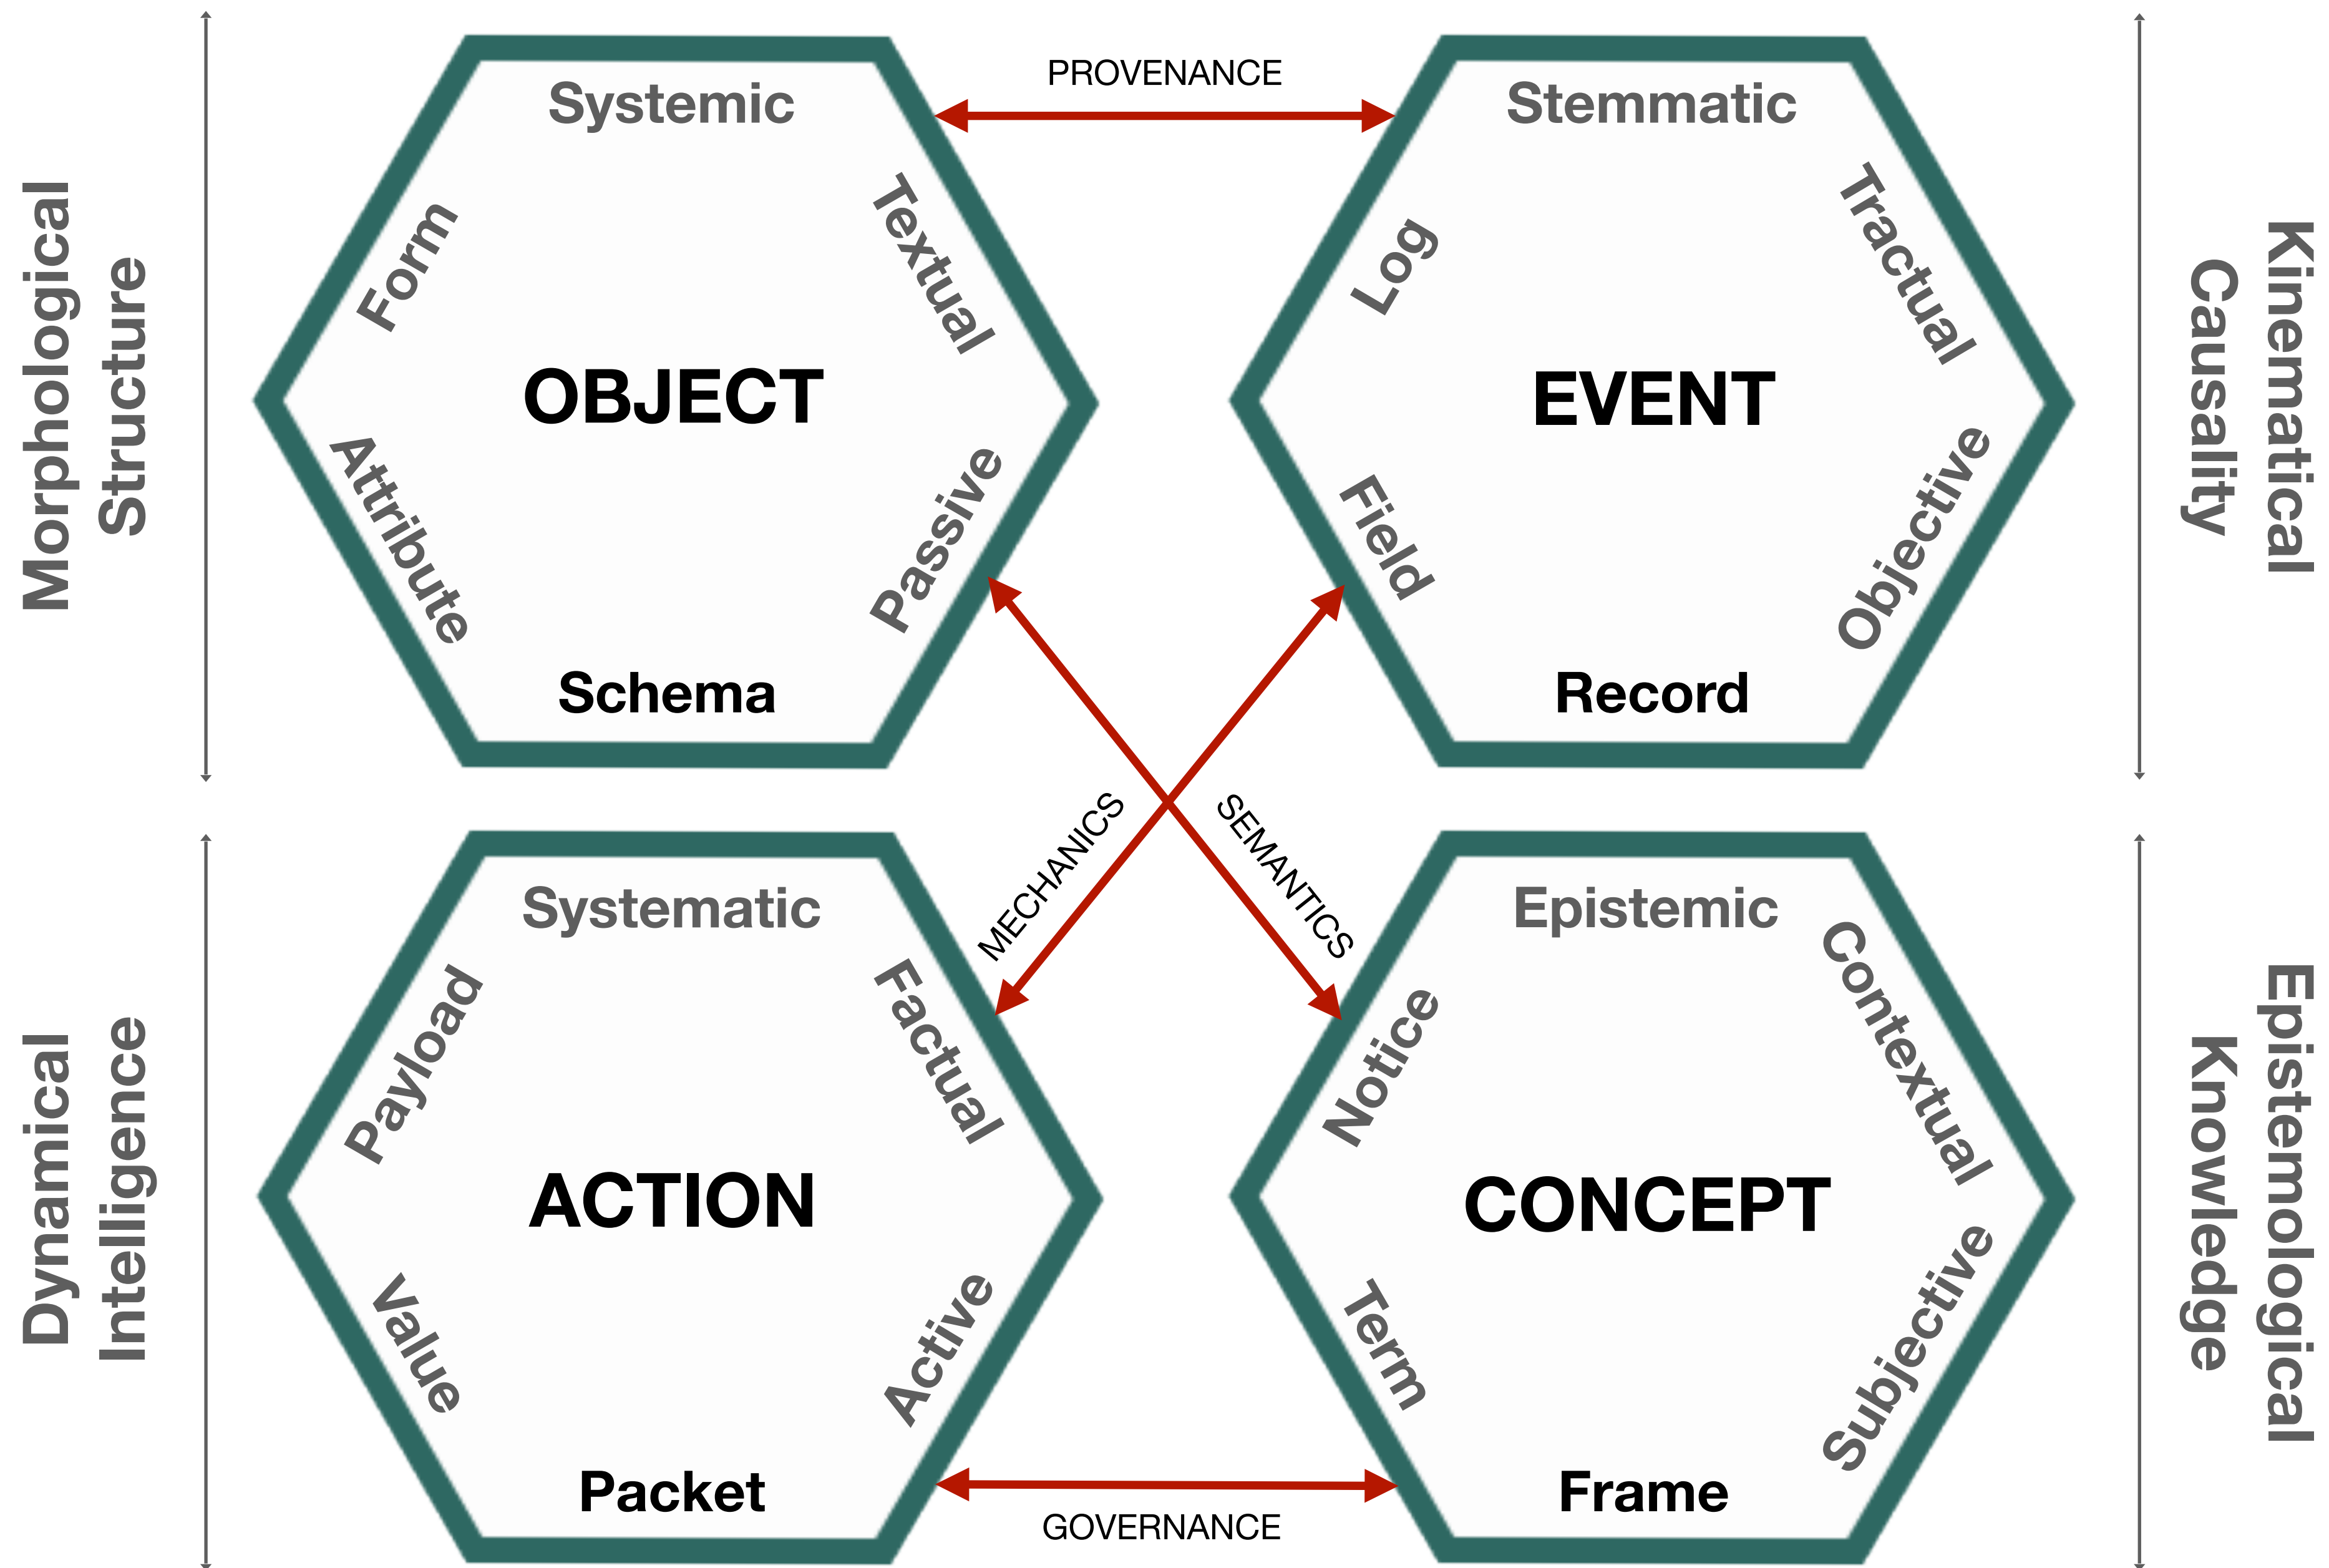 Morphological
Structure
Systemic
Form
Textual
OBJECT
Attribute
Passive
Schema
PROVENANCE
Stemmatic
Log
Tractual
EVENT
Field
Objective
Record
Kinematical
Causality
MECHANICS
SEMANTICS
Dynamical
Intelligence
Systematic
Payload
Factual
ACTION
Value
Active
Packet
GOVERNANCE
Epistemic
Notice
Contextual
CONCEPT
Term
Subjective
Frame
Epistemological
Knowledge